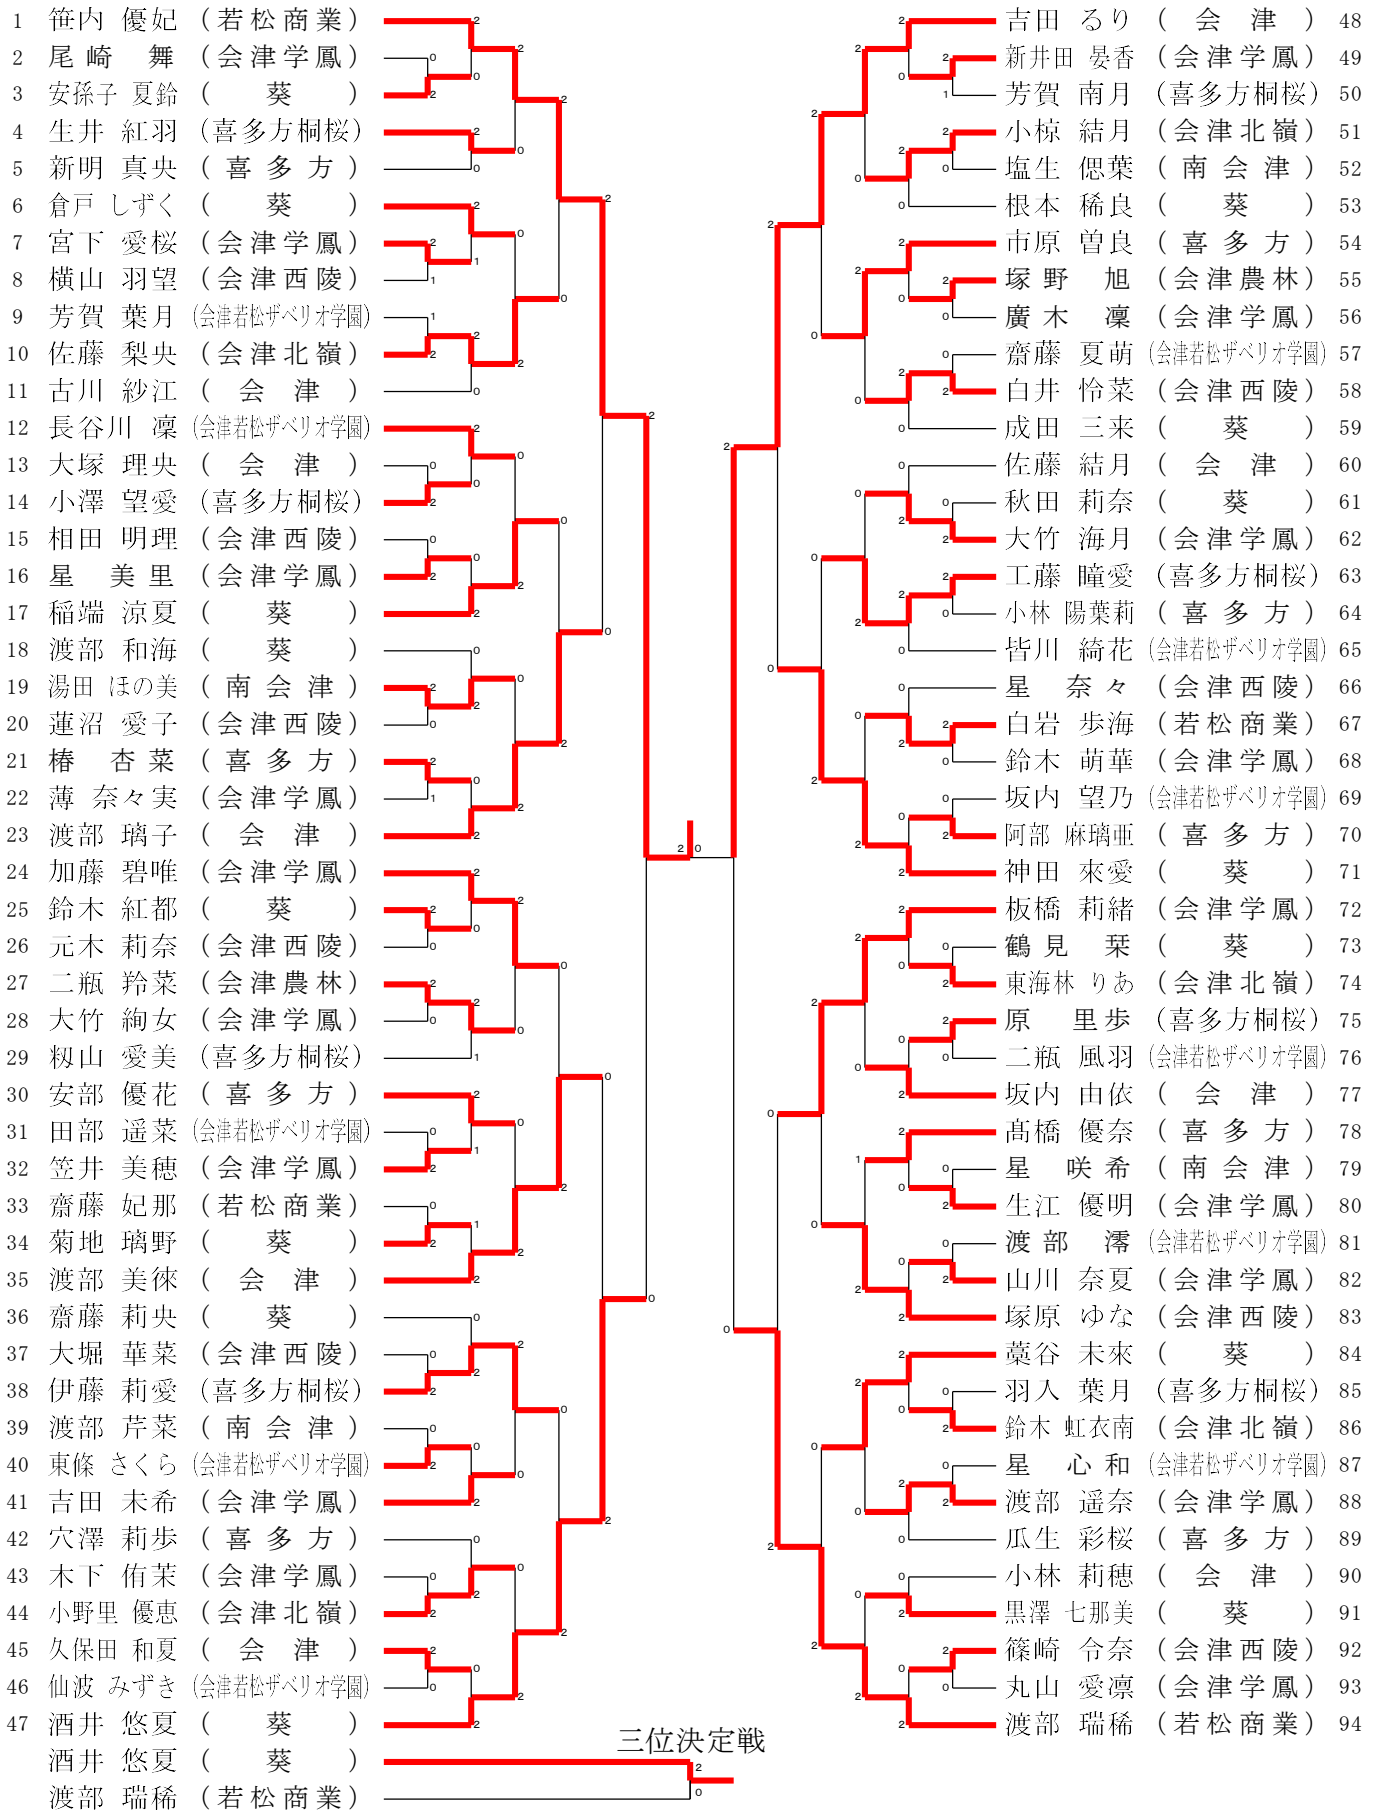 1 笹内 優妃 (若松商業)
2 尾崎 舞 (会津学鳳)
3 安孫子 夏鈴 (葵)
4 生井 紅羽 (喜多方桐桜)
5 新明 真央 (喜多方)
6 倉戸 しずく (葵)
7 宮下 愛桜 (会津学鳳)
8 横山 羽望 (会津西陵)
9 芳賀 葉月 (会津若松ザベリオ学園)
10 佐藤 梨央 (会津北嶺)
11 古川 紗江 (会津)
12 長谷川 凜 (会津若松ザベリオ学園)
13 大塚 理央 (会津)
14 小澤 望愛 (喜多方桐桜)
15 相田 明理 (会津西陵)
16 星 美里 (会津学鳳)
17 稲端 涼夏 (葵)
18 渡部 和海 (葵)
19 湯田 ほの美 (南会津)
20 蓮沼 愛子 (会津西陵)
21 椿 杏菜 (喜多方)
22 薄 奈々実 (会津学鳳)
23 渡部 璃子 (会津)
24 加藤 碧唯 (会津学鳳)
25 鈴木 紅都 (葵)
26 元木 莉奈 (会津西陵)
27 二瓶 羚菜 (会津農林)
28 大竹 絢女 (会津学鳳)
29 籾山 愛美 (喜多方桐桜)
30 安部 優花 (喜多方)
31 田部 遥菜 (会津若松ザベリオ学園)
32 笠井 美穂 (会津学鳳)
33 齋藤 妃那 (若松商業)
34 菊地 璃野 (葵)
35 渡部 美徠 (会津)
36 齋藤 莉央 (葵)
37 大堀 華菜 (会津西陵)
38 伊藤 莉愛 (喜多方桐桜)
39 渡部 芹菜 (南会津)
40 東條 さくら (会津若松ザベリオ学園)
41 吉田 未希 (会津学鳳)
42 穴澤 莉歩 (喜多方)
43 木下 侑茉 (会津学鳳)
44 小野里 優恵 (会津北嶺)
45 久保田 和夏 (会津)
46 仙波 みずき (会津若松ザベリオ学園)
47 酒井 悠夏 (葵)
吉田 るり (会津) 48
新井田 晏香 (会津学鳳) 49
芳賀 南月 (喜多方桐桜) 50
小椋 結月 (会津北嶺) 51
塩生 偲葉 (南会津) 52
根本 稀良 (葵) 53
市原 曽良 (喜多方) 54
塚野 旭 (会津農林) 55
廣木 凜 (会津学鳳) 56
齋藤 夏萌 (会津若松ザベリオ学園) 57
白井 怜菜 (会津西陵) 58
成田 三来 (葵) 59
佐藤 結月 (会津) 60
秋田 莉奈 (葵) 61
大竹 海月 (会津学鳳) 62
工藤 瞳愛 (喜多方桐桜) 63
小林 陽葉莉 (喜多方) 64
皆川 綺花 (会津若松ザベリオ学園) 65
星 奈々 (会津西陵) 66
白岩 歩海 (若松商業) 67
鈴木 萌華 (会津学鳳) 68
坂内 望乃 (会津若松ザベリオ学園) 69
阿部 麻璃亜 (喜多方) 70
神田 來愛 (葵) 71
板橋 莉緒 (会津学鳳) 72
鶴見 栞 (葵) 73
東海林 りあ (会津北嶺) 74
原 里歩 (喜多方桐桜) 75
二瓶 風羽 (会津若松ザベリオ学園) 76
坂内 由依 (会津) 77
髙橋 優奈 (喜多方) 78
星 咲希 (南会津) 79
生江 優明 (会津学鳳) 80
渡部 澪 (会津若松ザベリオ学園) 81
山川 奈夏 (会津学鳳) 82
塚原 ゆな (会津西陵) 83
藁谷 未來 (葵) 84
羽入 葉月 (喜多方桐桜) 85
鈴木 虹衣南 (会津北嶺) 86
星 心和 (会津若松ザベリオ学園) 87
渡部 遥奈 (会津学鳳) 88
瓜生 彩桜 (喜多方) 89
小林 莉穂 (会津) 90
黒澤 七那美 (葵) 91
篠崎 令奈 (会津西陵) 92
丸山 愛凛 (会津学鳳) 93
渡部 瑞稀 (若松商業) 94
2 0
三位決定戦
酒井 悠夏 (葵) 2
渡部 瑞稀 (若松商業) 0